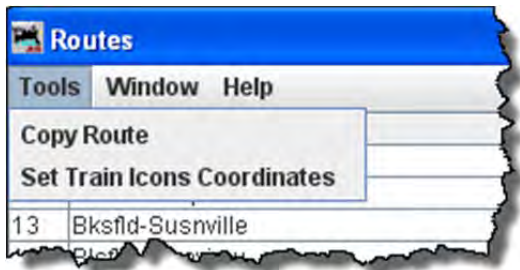 Routes
Tools Window Help
Copy Route
Set Train Icons Coordinates
13 Bksfld-Susnville